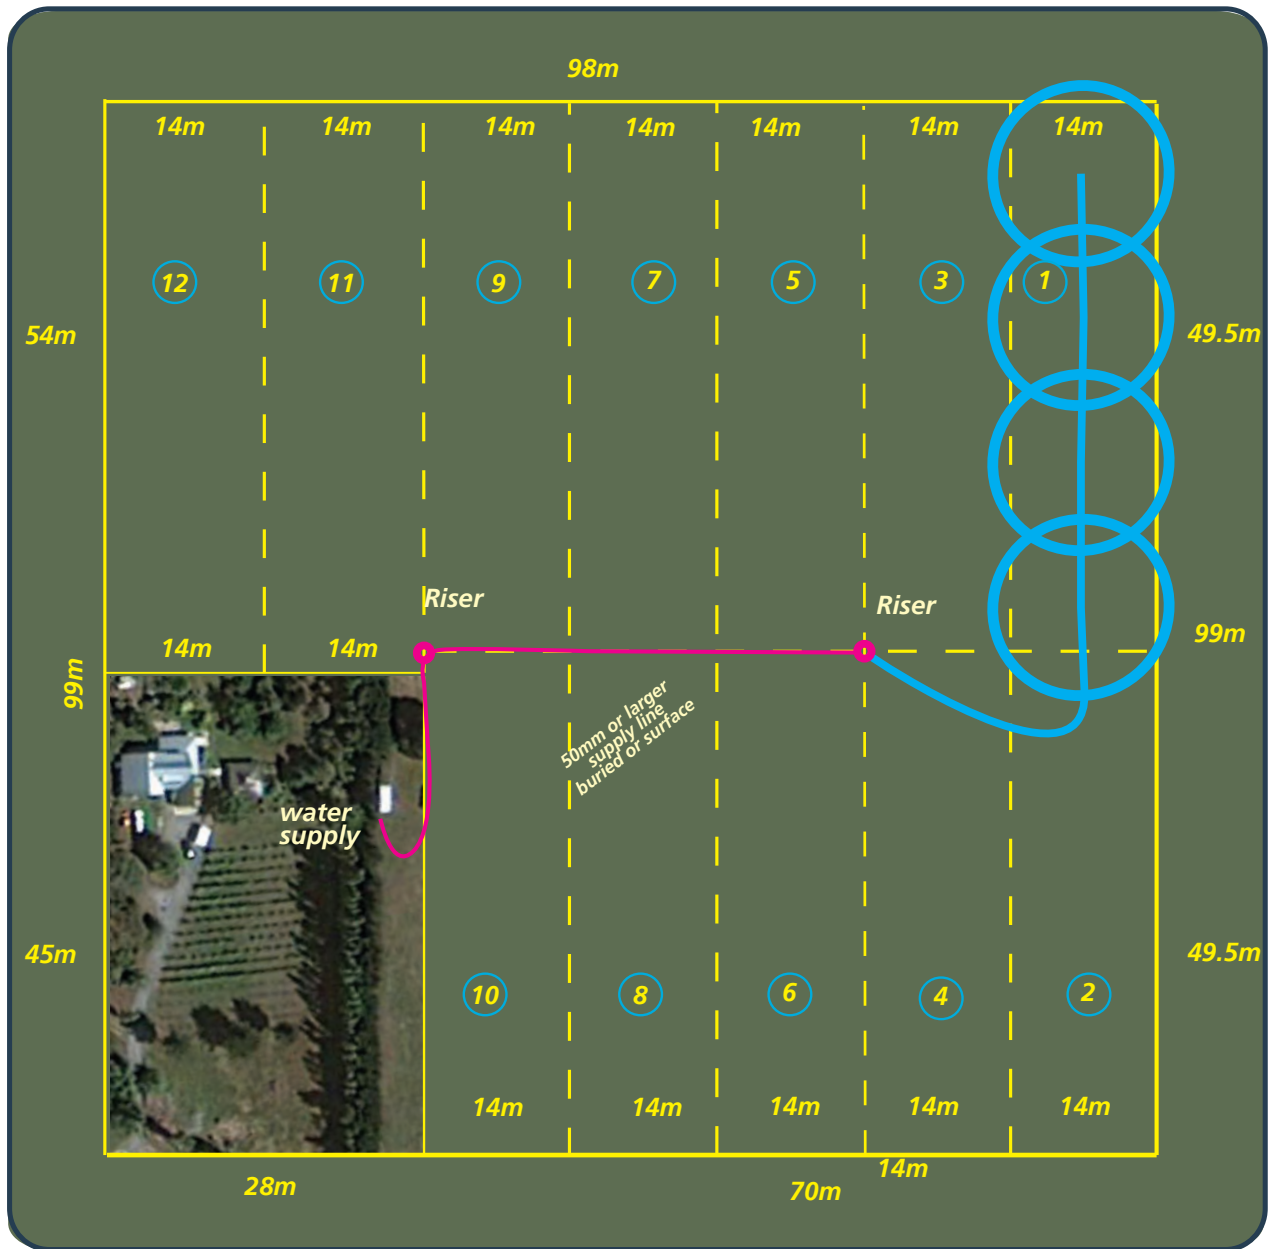 98m
14m 14m 14m 14m 14m 14m 14m
12 11 9 7 5 3 1
54m
49.5m
Riser
Riser
14m 14m
99m
99m
50mm or larger
supply line
buried or surface
water
supply
45m
49.5m
10 8 6 4 2
14m 14m 14m 14m 14m
14m
28m
70m